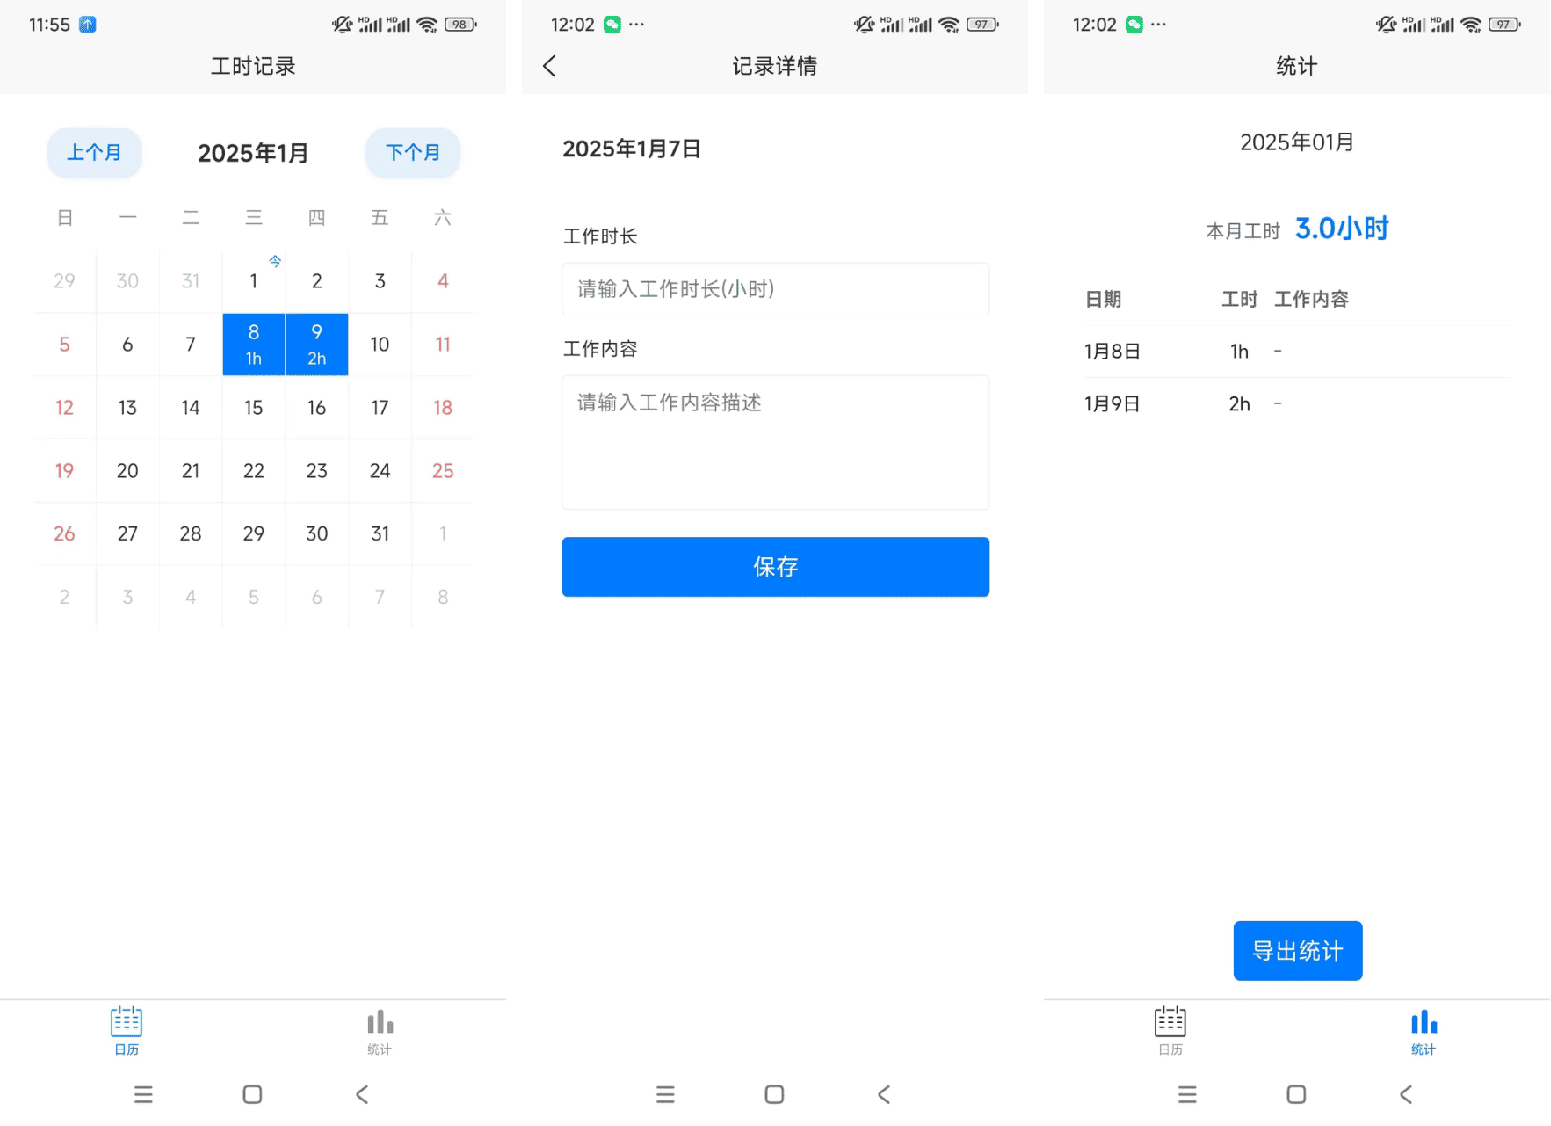 11:55
98
工时记录
上个月
2025年1月
下个月
日 一 二 三 四 五 六
29 30 31 1 今 2 3 4
5 6 7 8 9 10 11
1h 2h
12 13 14 15 16 17 18
19 20 21 22 23 24 25
26 27 28 29 30 31 1
2 3 4 5 6 7 8
日历
统计
12:02
97
记录详情
2025年1月7日
工作时长
请输入工作时长(小时)
工作内容
请输入工作内容描述
保存
12:02
97
统计
2025年01月
本月工时 3.0小时
日期 工时 工作内容
1月8日 1h -
1月9日 2h -
导出统计
日历
统计